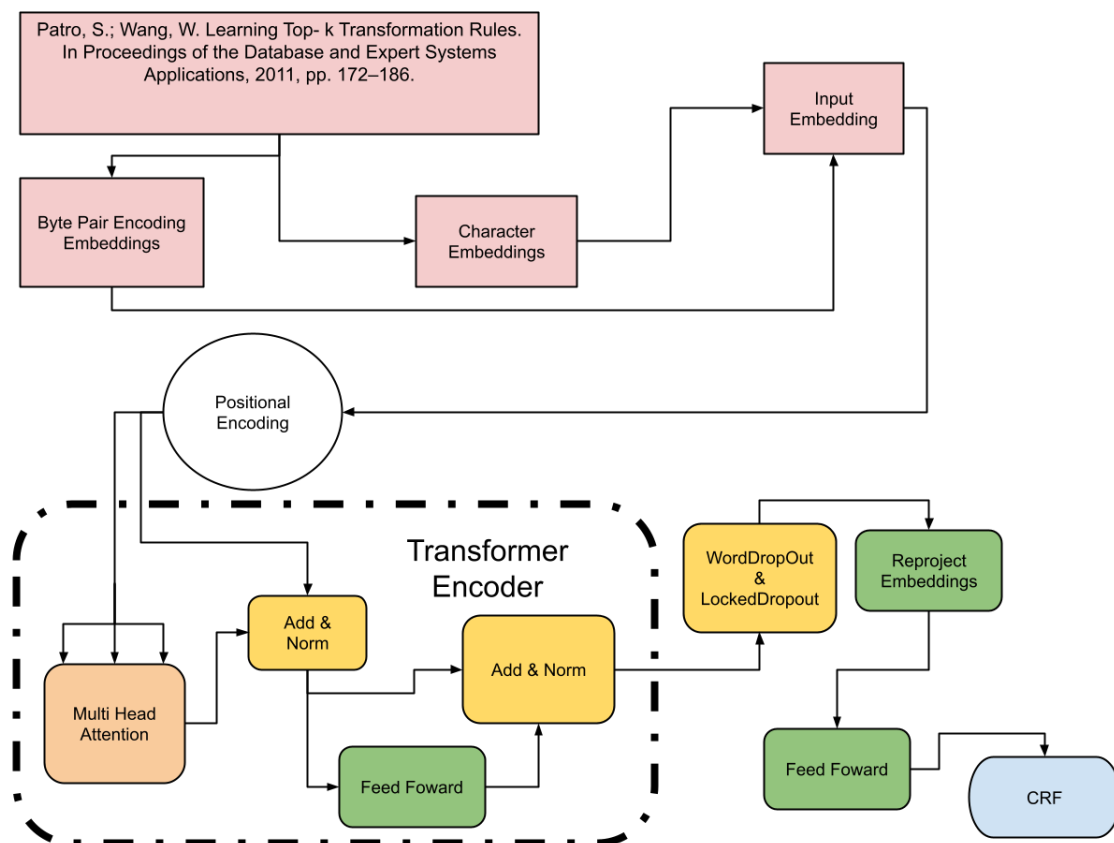 Patro, S.; Wang, W. Learning Top- k Transformation Rules.
In Proceedings of the Database and Expert Systems
Applications, 2011, pp. 172–186.
Input
Embedding
Byte Pair Encoding
Embeddings
Character
Embeddings
Positional
Encoding
Transformer
Encoder
WordDropOut
&
LockedDropout
Reproject
Embeddings
Add &
Norm
Add & Norm
Multi Head
Attention
Feed Foward
Feed Foward
CRF